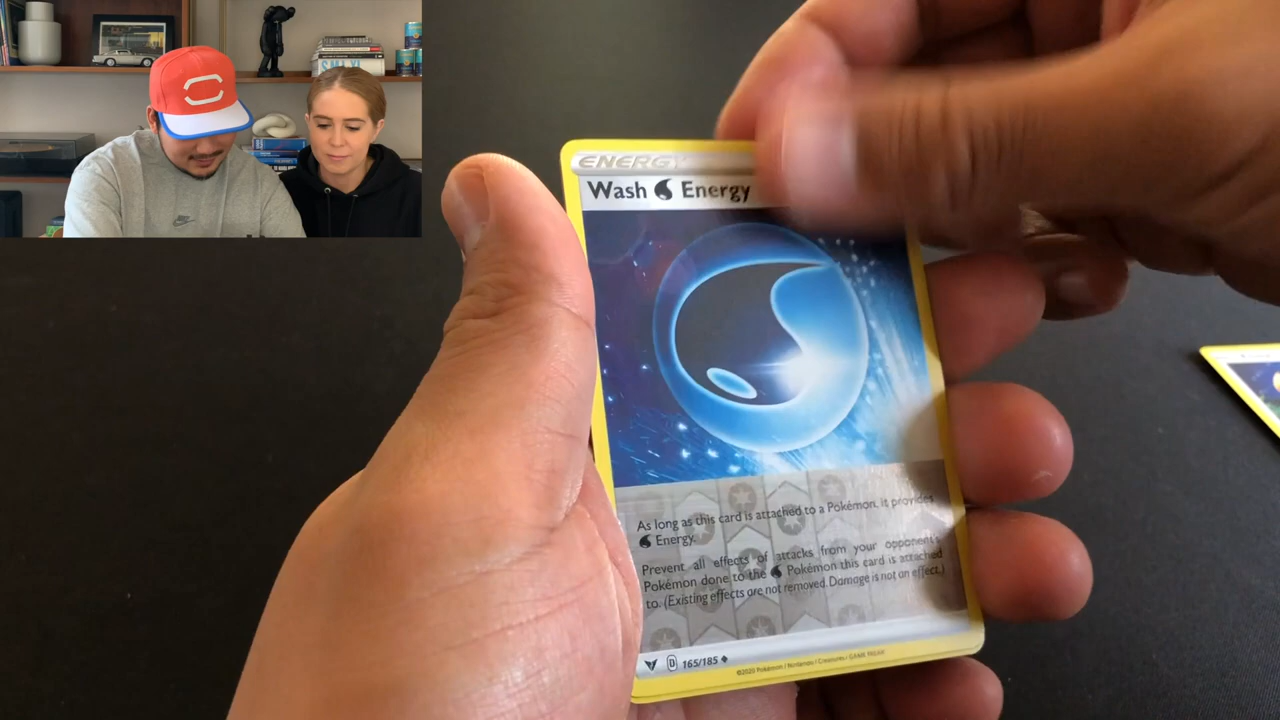 ENERGY
Wash Energy
As long as this card is attached to a Pokémon, it provides
Energy.
Prevent all effects of attacks from your opponent's
Pokémon done to the Pokémon this card is attached
to. (Existing effects are not removed. Damage is not an effect.)
D 165/185
©2020 Pokémon / Nintendo / Creatures / GAME FREAK